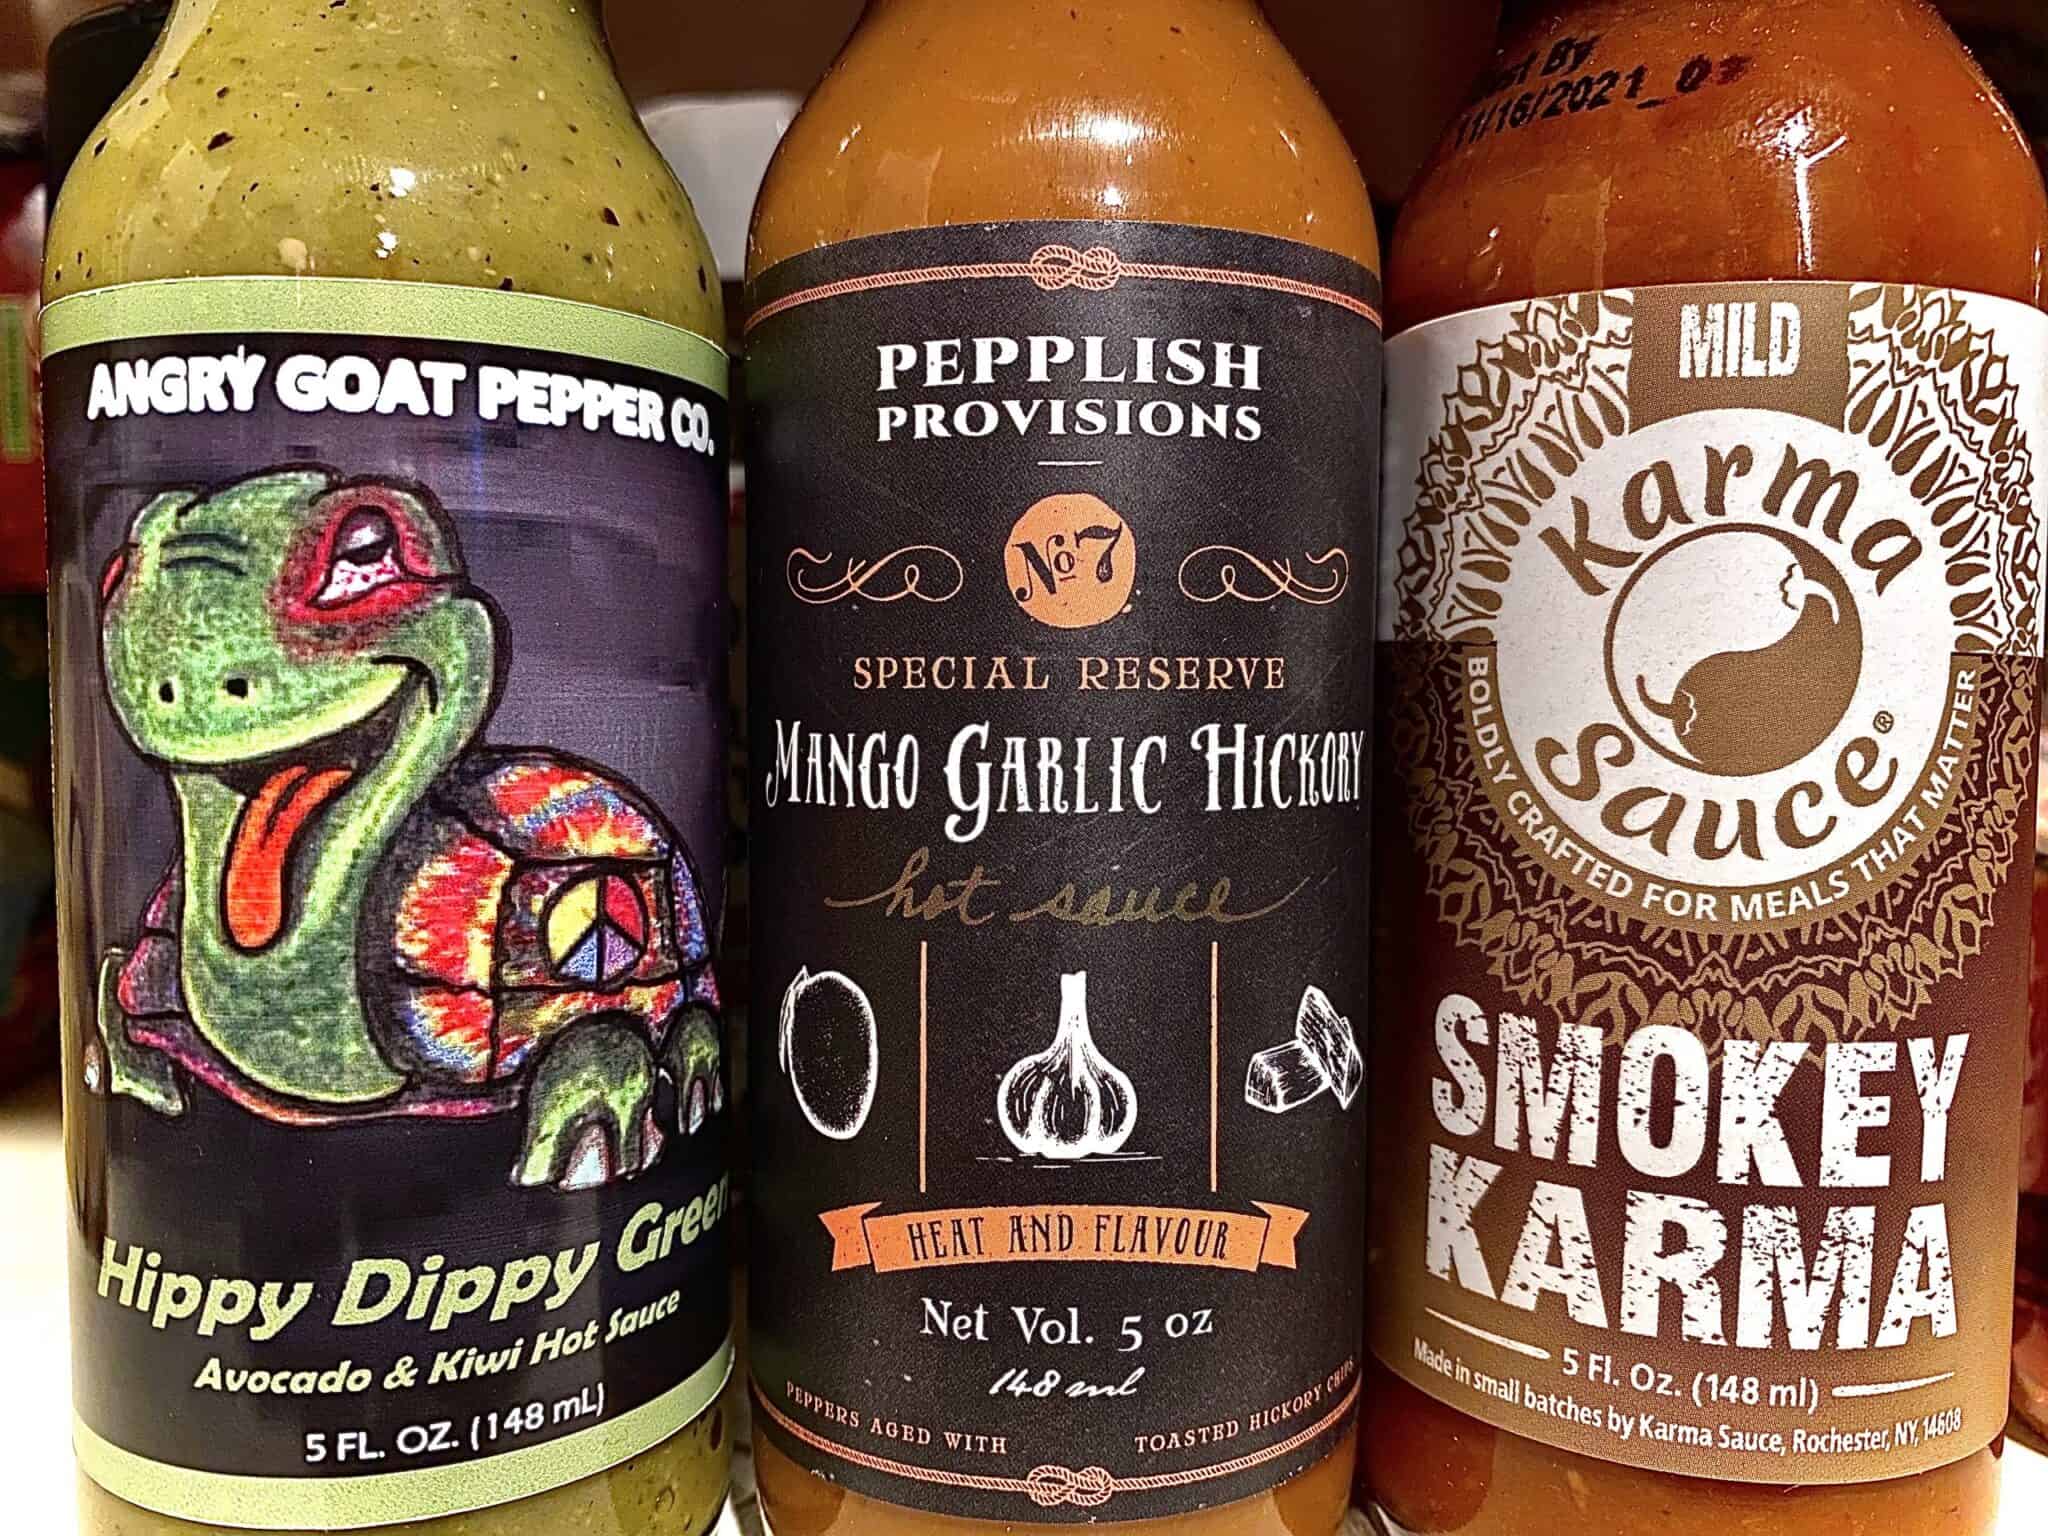 ANGRY GOAT PEPPER CO.
Hippy Dippy Green
Avocado & Kiwi Hot Sauce
5 FL. OZ. (148 mL)
PEPPLISH
PROVISIONS
No 7
SPECIAL RESERVE
MANGO GARLIC HICKORY
hot sauce
HEAT AND FLAVOUR
Net Vol. 5 oz
148 ml
PEPPERS AGED WITH TOASTED HICKORY CHIPS
By
11/16/2021
MILD
Karma
Sauce®
BOLDLY CRAFTED FOR MEALS THAT MATTER
SMOKEY
KARMA
5 Fl. Oz. (148 ml)
Made in small batches by Karma Sauce, Rochester, NY, 14608